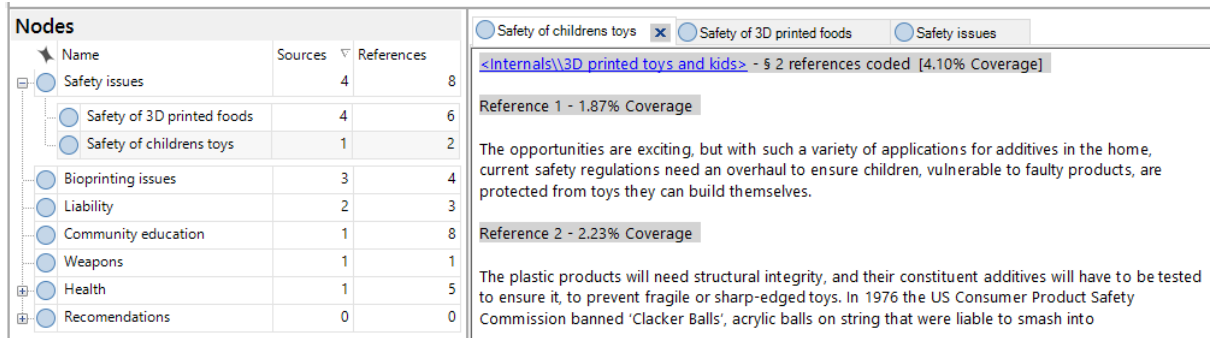 Nodes
Name Sources References
Safety issues 4 8
Safety of 3D printed foods 4 6
Safety of childrens toys 1 2
Bioprinting issues 3 4
Liability 2 3
Community education 1 8
Weapons 1 1
Health 1 5
Recomendations 0 0
Safety of childrens toys x Safety of 3D printed foods Safety issues
<Internals\\3D printed toys and kids> - § 2 references coded [4.10% Coverage]
Reference 1 - 1.87% Coverage
The opportunities are exciting, but with such a variety of applications for additives in the home,
current safety regulations need an overhaul to ensure children, vulnerable to faulty products, are
protected from toys they can build themselves.
Reference 2 - 2.23% Coverage
The plastic products will need structural integrity, and their constituent additives will have to be tested
to ensure it, to prevent fragile or sharp-edged toys. In 1976 the US Consumer Product Safety
Commission banned ‘Clacker Balls’, acrylic balls on string that were liable to smash into